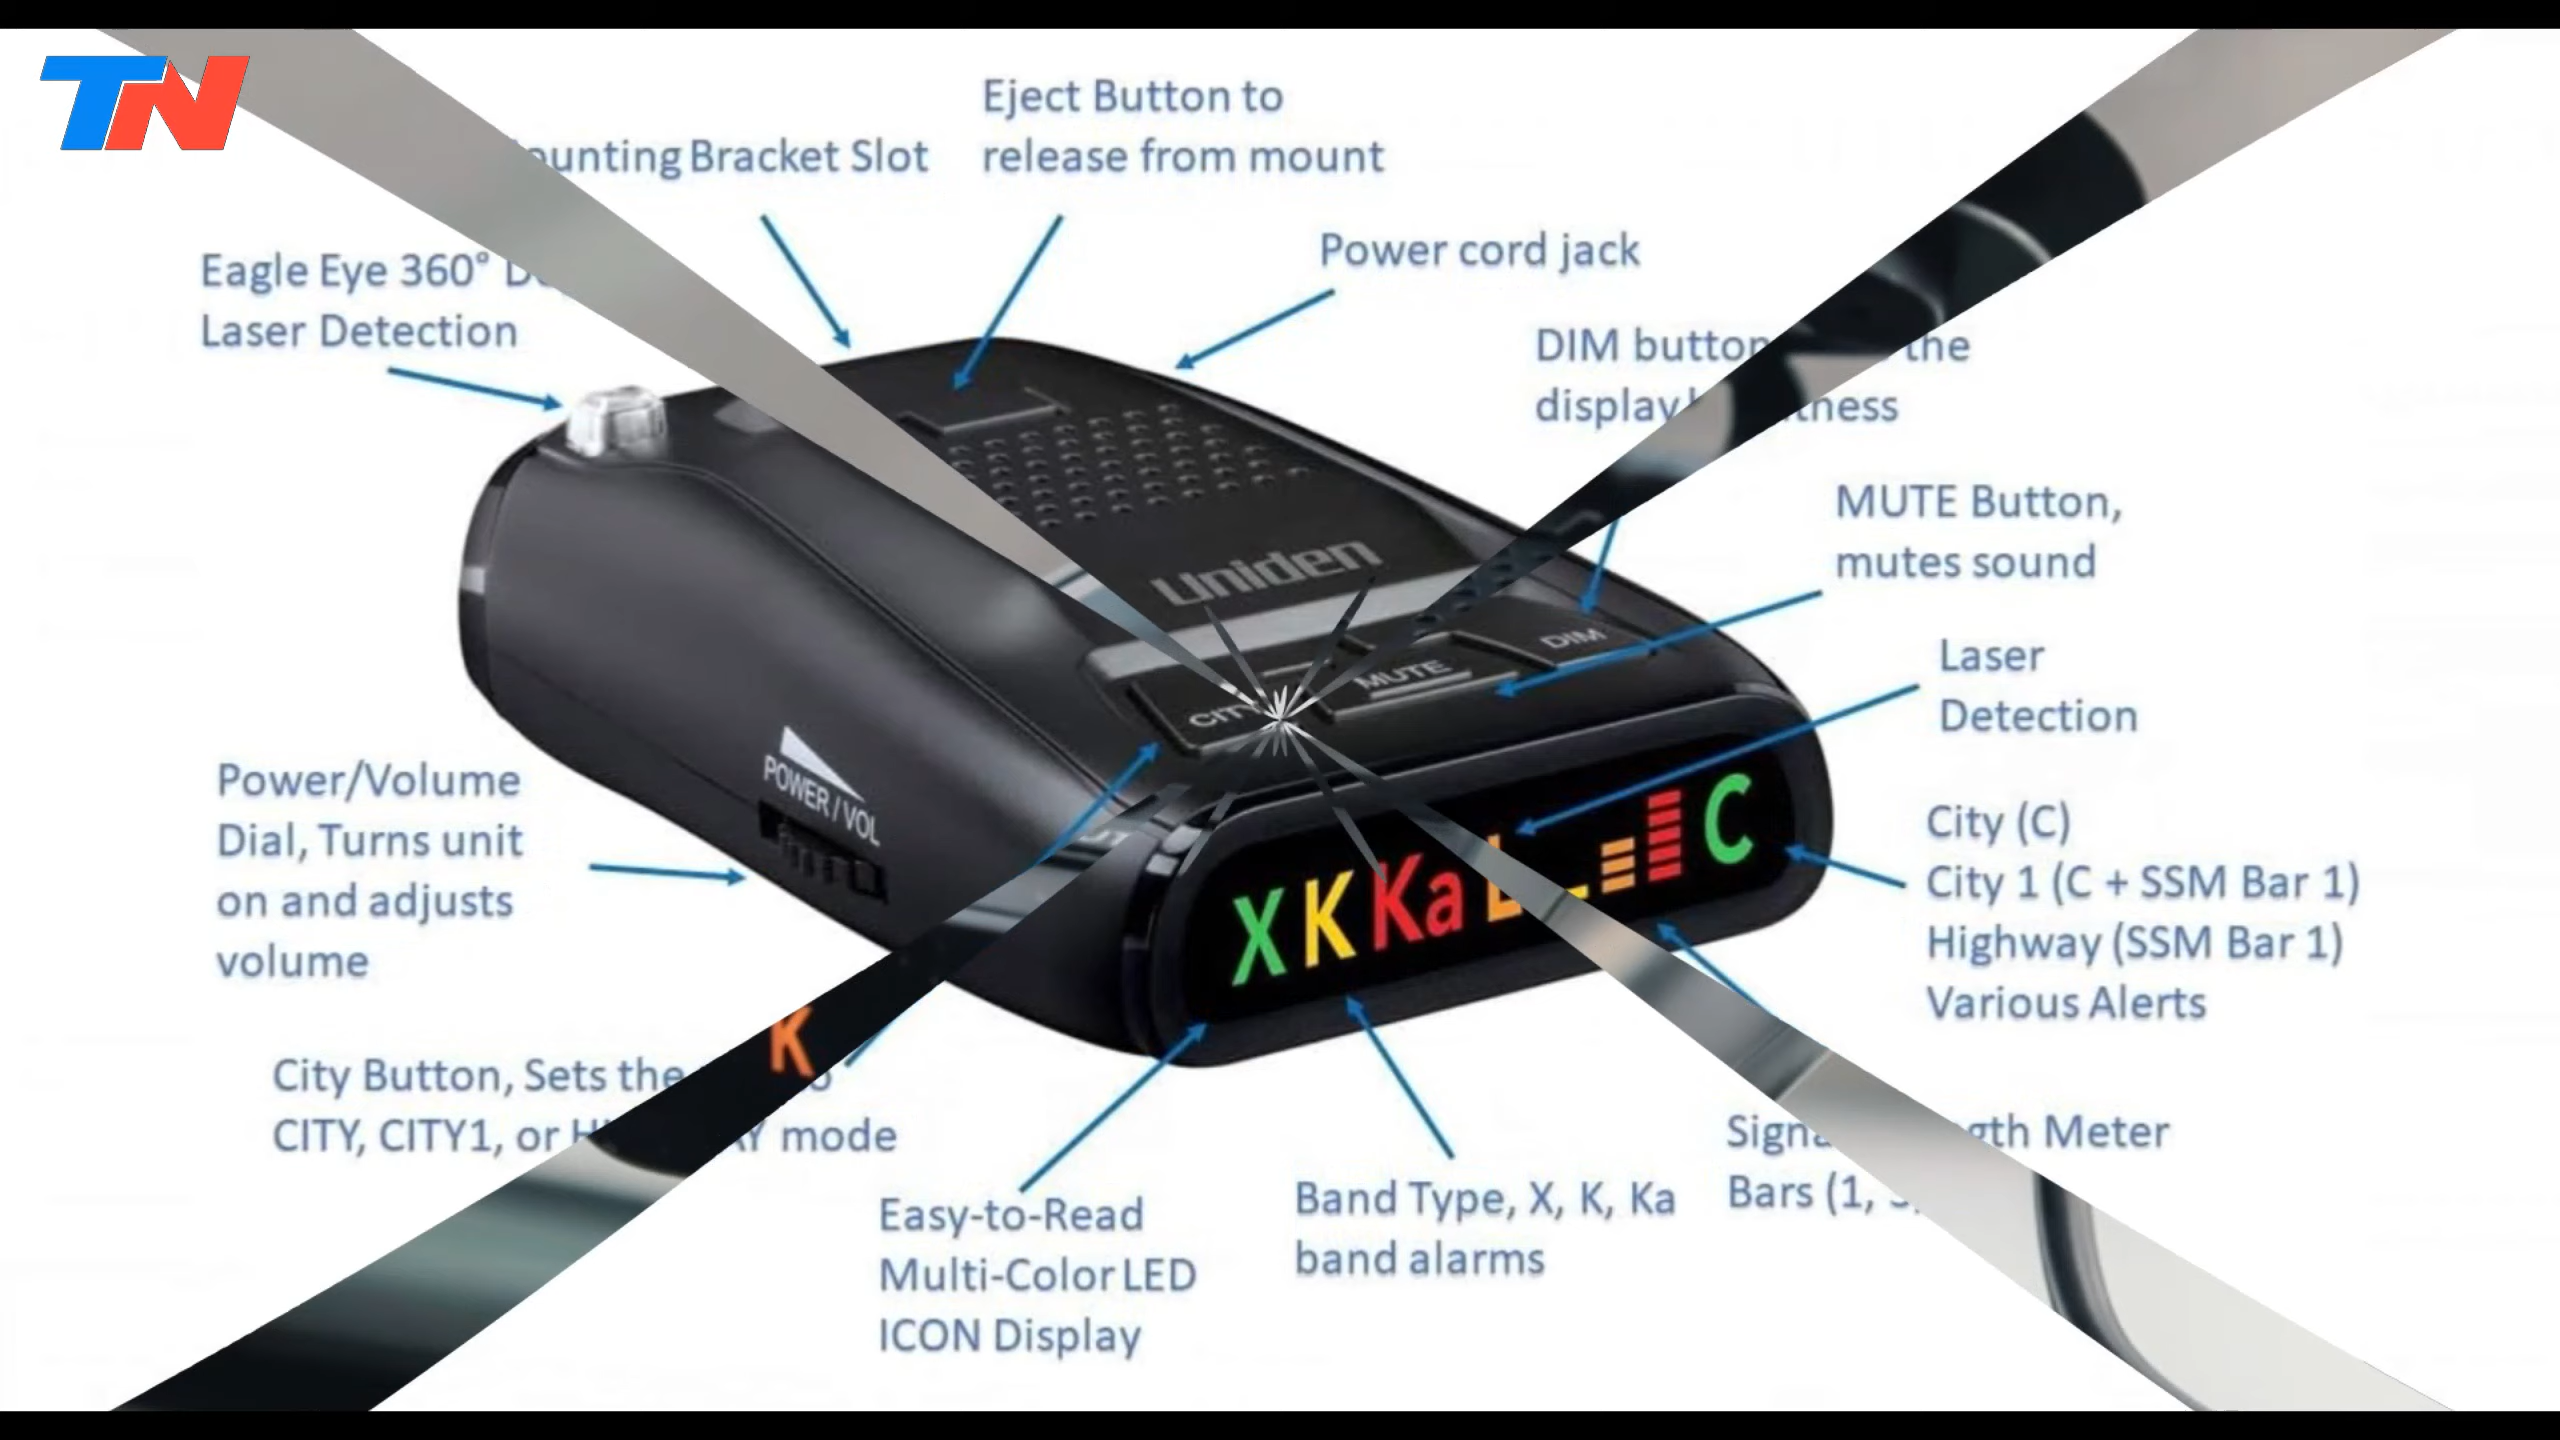 TN
Eject Button to
release from mount
Bracket Slot
Power cord jack
Eagle Eye 360°
Laser Detection
DIM button the
display
MUTE Button,
mutes sound
Uniden
DIM
MUTE
CITY
Laser
Detection
POWER / VOL
Power/Volume
Dial, Turns unit
on and adjusts
volume
X K Ka L C
City (C)
City 1 (C + SSM Bar 1)
Highway (SSM Bar 1)
Various Alerts
K
City Button, Sets the
CITY, CITY1, or mode
Meter
Bars (1,
Easy-to-Read
Multi-Color LED
ICON Display
Band Type, X, K, Ka
band alarms